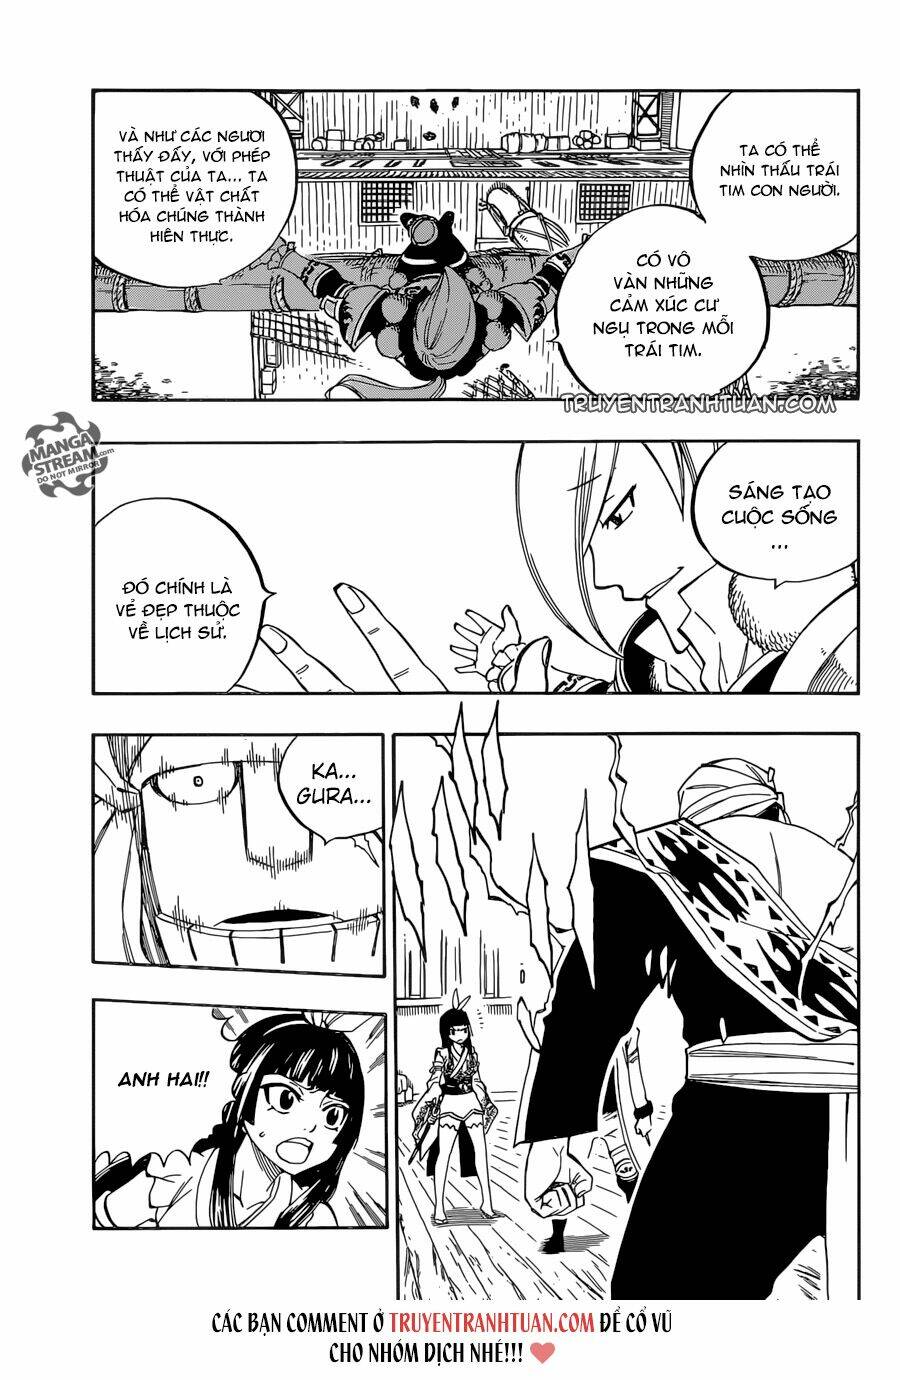 TA CÓ THỂ
NHÌN THẤU TRÁI
TIM CON NGƯỜI.
CÓ VÔ
VÀN NHỮNG
CẢM XÚC CƯ
NGỤ TRONG MỖI
TRÁI TIM.
VÀ NHƯ CÁC NGƯƠI
THẤY ĐẤY, VỚI PHÉP
THUẬT CỦA TA... TA
CÓ THỂ VẬT CHẤT
HÓA CHÚNG THÀNH
HIỆN THỰC.
TRUYENTRANHTUAN.COM
MANGA
STREAM.com
DO NOT MIRROR
SÁNG TẠO
CUỘC SỐNG
...
ĐÓ CHÍNH LÀ
VẺ ĐẸP THUỘC
VỀ LỊCH SỬ.
KA...
GURA...
ANH HAI!!
CÁC BẠN COMMENT Ở TRUYENTRANHTUAN.COM ĐỂ CỔ VŨ
CHO NHÓM DỊCH NHÉ!!! ❤